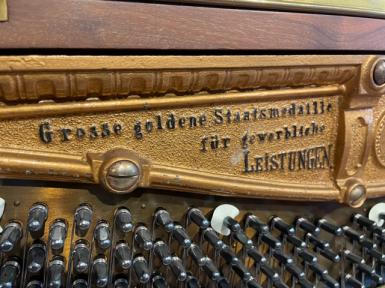 Grosse goldene Staatsmedaille
für gewerbliche
LEISTUNGEN